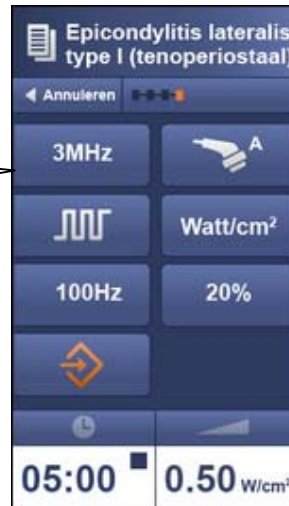 Epicondylitis lateralis
type I (tenoperiostaal)
Annuleren
3MHz
A
Watt/cm²
100Hz
20%
05:00
0.50 W/cm²